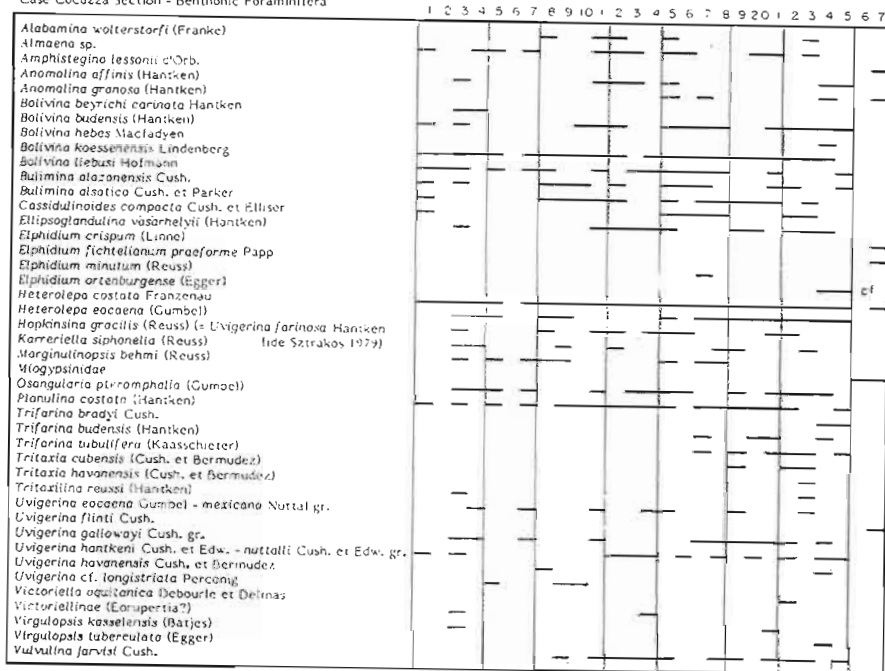 Case Cocuzza Section - Benthonic Foraminifera
1 2 3 4 5 6 7 8 9 10 1 2 3 4 5 6 7 8 9 20 1 2 3 4 5 6 7
Alabamina wolterstorfi (Franke)
Almaena sp.
Amphistegina lessonii d'Orb.
Anomalina affinis (Hantken)
Anomalina granosa (Hantken)
Bolivina beyrichi carinata Hantken
Bolivina budensis (Hantken)
Bolivina hebes Macfadyen
Bolivina koessenensis Lindenberg
Bolivina liebusi Hofmann
Bulimina alazanensis Cush.
Bulimina alsatica Cush. et Parker
Cassidulinoides compacta Cush. et Elliser
Ellipsoglandulina vasarhelyii (Hantken)
Elphidium crispum (Linne)
Elphidium fichtelianum praeforme Papp
Elphidium minutum (Reuss)
Elphidium ortenburgense (Egger) cf
Heterolepa costata Franzenau
Heterolepa eocaena (Gumbel)
Hopkinsina gracilis (Reuss) (= Uvigerina farinosa Hantken
Karreriella siphonella (Reuss) fide Sztrakos 1979)
Marginulinopsis behmi (Reuss)
Miogypsinidae
Osangularia pteromphalia (Gumbel)
Planulina costata (Hantken)
Trifarina bradyi Cush.
Trifarina budensis (Hantken)
Trifarina tubulifera (Kaasschieter)
Tritaxia cubensis (Cush. et Bermudez)
Tritaxia havanensis (Cush. et Bermudez)
Tritaxilina reussi (Hantken)
Uvigerina eocaena Gumbel - mexicana Nuttal gr.
Uvigerina flinti Cush.
Uvigerina gallowayi Cush. gr.
Uvigerina hantkeni Cush. et Edw. - nuttalli Cush. et Edw. gr.
Uvigerina havanensis Cush. et Bermudez
Uvigerina cf. longistriata Perconig
Victoriella aquitanica Debourle et Delmas
Victoriellinae (Eorupertia?)
Virgulopsis kasselensis (Batjes)
Virgulopsis tuberculata (Egger)
Vulvulina jarvisi Cush.